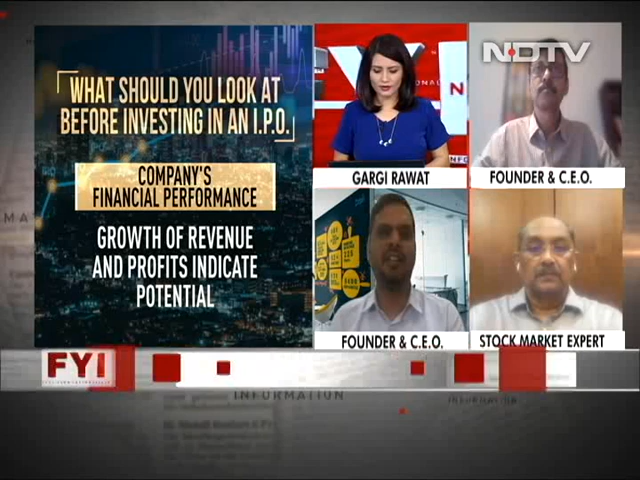 WHAT SHOULD YOU LOOK AT
BEFORE INVESTING IN AN I.P.O.
COMPANY'S
FINANCIAL PERFORMANCE
GROWTH OF REVENUE
AND PROFITS INDICATE
POTENTIAL
NDTV
GARGI RAWAT
FOUNDER & C.E.O.
FOUNDER & C.E.O.
STOCK MARKET EXPERT
FYI
INFORMATION